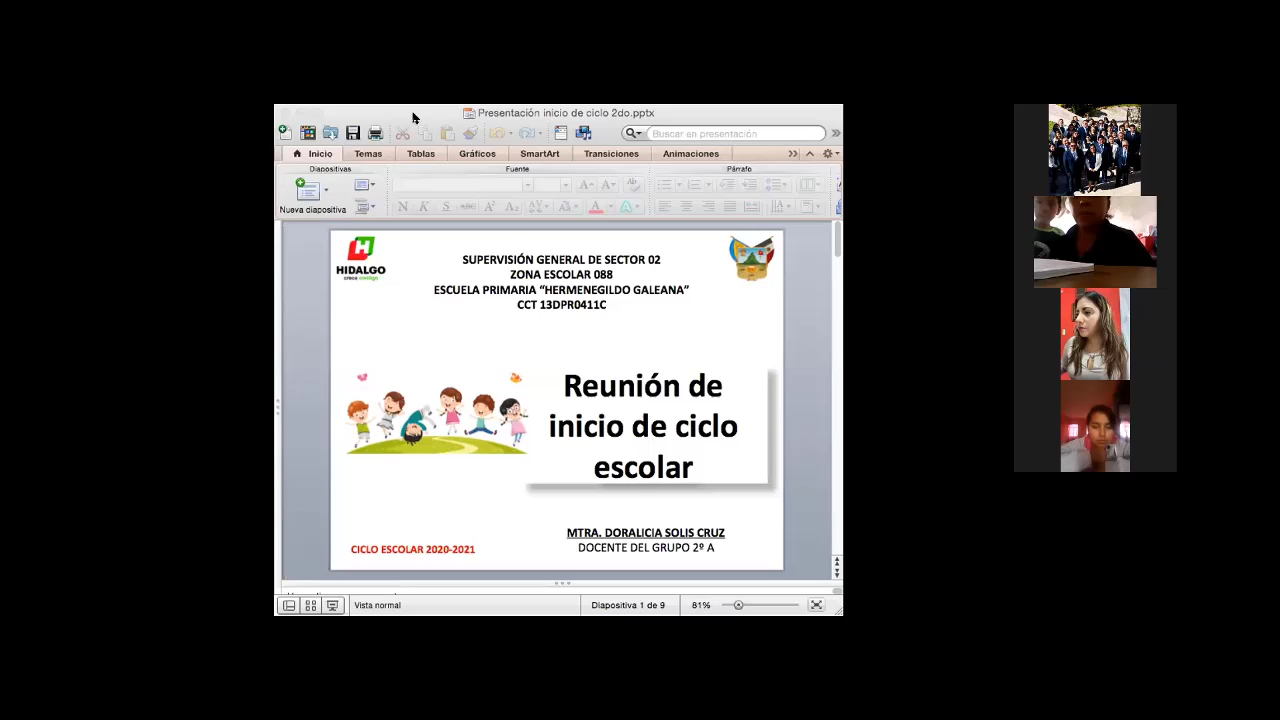 Presentación inicio de ciclo 2do.pptx
Buscar en presentación
Inicio
Temas
Tablas
Gráficos
SmartArt
Transiciones
Animaciones
Diapositivas
Fuente
Párrafo
Nueva diapositiva
HIDALGO
crece contigo
SUPERVISIÓN GENERAL DE SECTOR 02
ZONA ESCOLAR 088
ESCUELA PRIMARIA “HERMENEGILDO GALEANA”
CCT 13DPR0411C
Reunión de
inicio de ciclo
escolar
MTRA. DORALICIA SOLIS CRUZ
DOCENTE DEL GRUPO 2º A
CICLO ESCOLAR 2020-2021
Vista normal
Diapositiva 1 de 9
81%